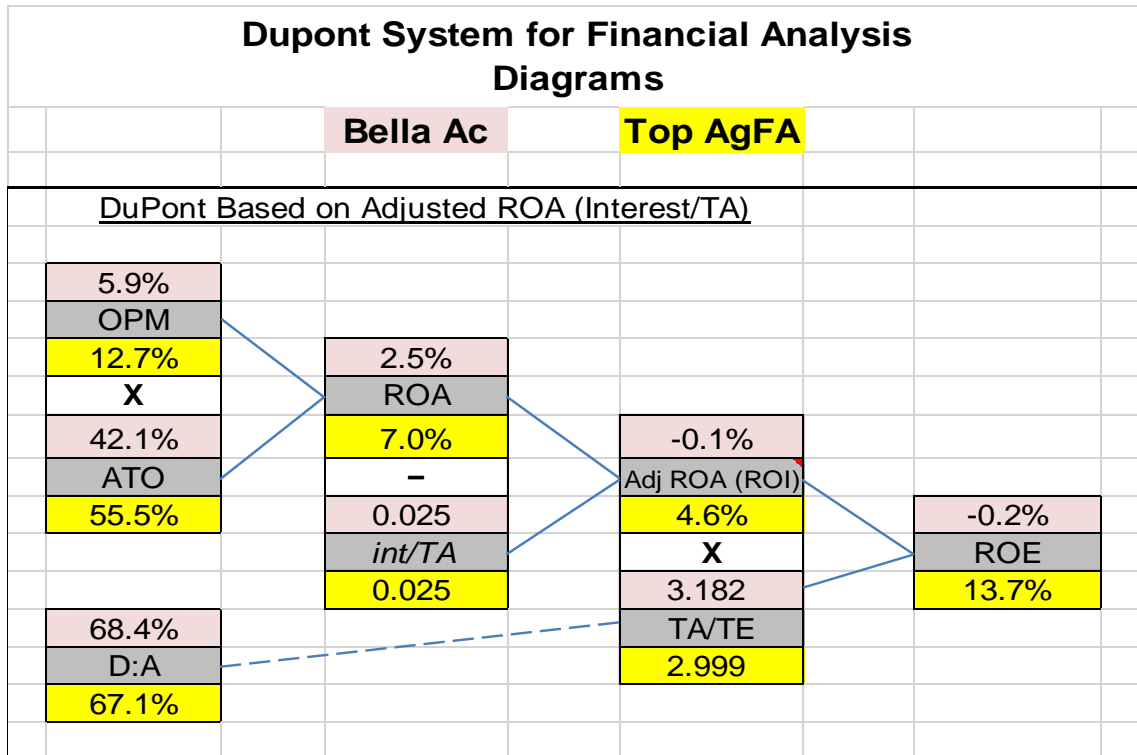 Dupont System for Financial Analysis
Diagrams
Bella Ac
Top AgFA
DuPont Based on Adjusted ROA (Interest/TA)
5.9%
OPM
12.7%
X
42.1%
ATO
55.5%
2.5%
ROA
7.0%
–
0.025
int/TA
0.025
-0.1%
Adj ROA (ROI)
4.6%
X
3.182
TA/TE
2.999
-0.2%
ROE
13.7%
68.4%
D:A
67.1%